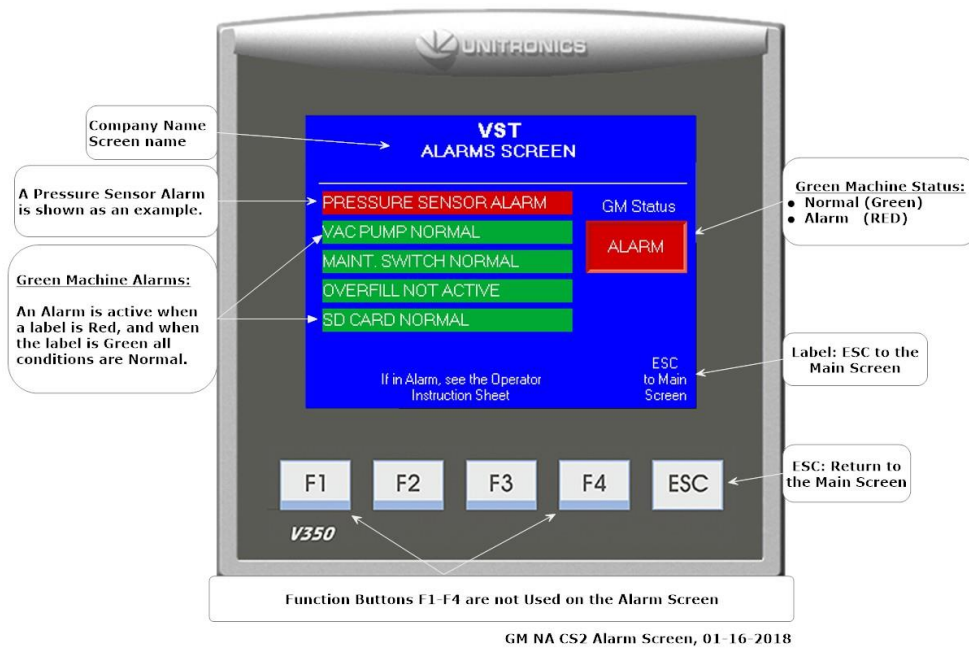 UNITRONICS
Company Name
Screen name
VST
ALARMS SCREEN
A Pressure Sensor Alarm
is shown as an example.
PRESSURE SENSOR ALARM
VAC PUMP NORMAL
MAINT. SWITCH NORMAL
OVERFILL NOT ACTIVE
SD CARD NORMAL
GM Status
ALARM
Green Machine Status:
• Normal (Green)
• Alarm (RED)
Green Machine Alarms:
An Alarm is active when
a label is Red, and when
the label is Green all
conditions are Normal.
If in Alarm, see the Operator
Instruction Sheet
ESC
to Main
Screen
Label: ESC to the
Main Screen
F1 F2 F3 F4 ESC
ESC: Return to
the Main Screen
V350
Function Buttons F1-F4 are not Used on the Alarm Screen
GM NA CS2 Alarm Screen, 01-16-2018